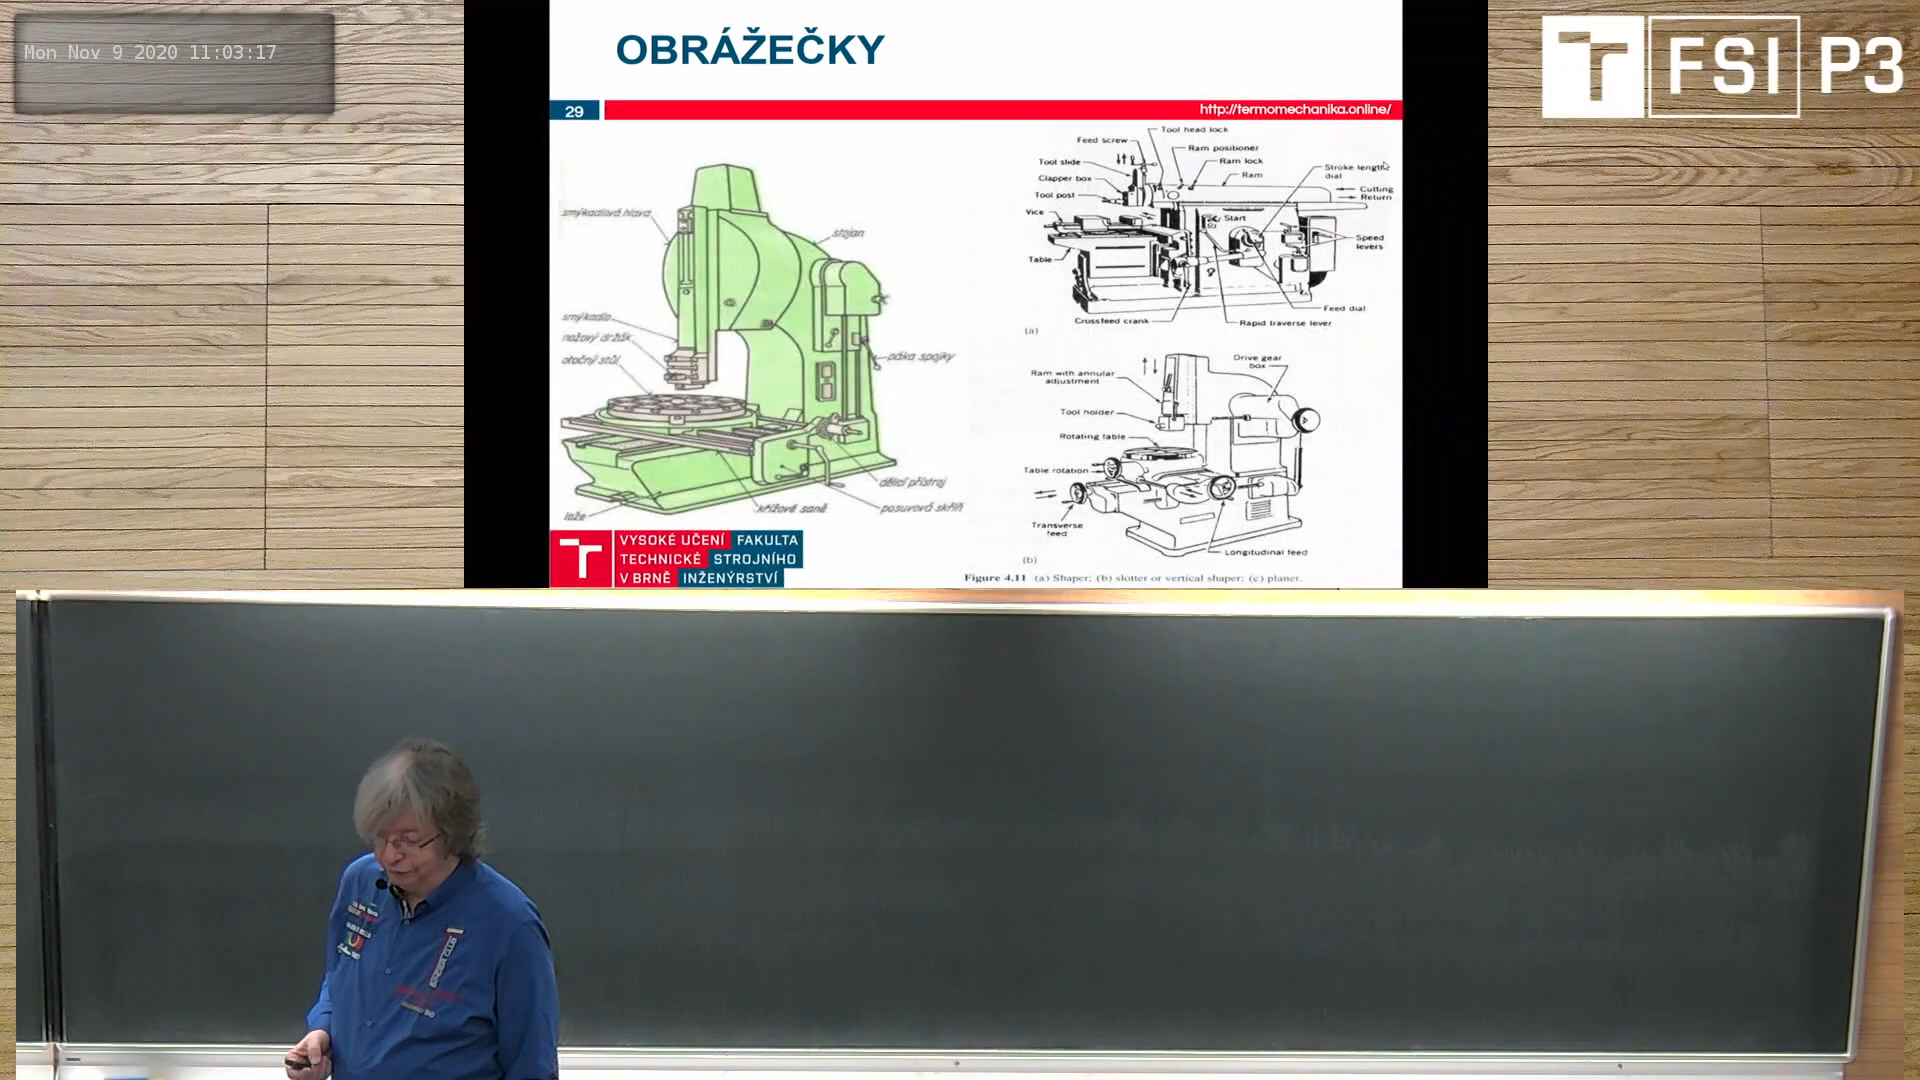 Mon Nov 9 2020 11:03:17
FSI P3
OBRÁŽEČKY
29
http://termomechanika.online/
smýkadlová hlava
stojan
smýkadlo
nožový držák
otočný stůl
páka spojky
dělicí přístroj
posuvová skříň
křížové saně
lože
Tool head lock
Feed screw
Ram positioner
Tool slide
Ram lock
Clapper box
Ram
Stroke length
dial
Tool post
Cutting
Return
Vice
Start
Speed
levers
Table
Feed dial
Crossfeed crank
Rapid traverse lever
(a)
Drive gear
box
Ram with annular
adjustment
Tool holder
Rotating table
Table rotation
Transverse
feed
Longitudinal feed
(b)
Figure 4.11 (a) Shaper; (b) slotter or vertical shaper; (c) planer.
VYSOKÉ UČENÍ FAKULTA
TECHNICKÉ STROJNÍHO
V BRNĚ INŽENÝRSTVÍ